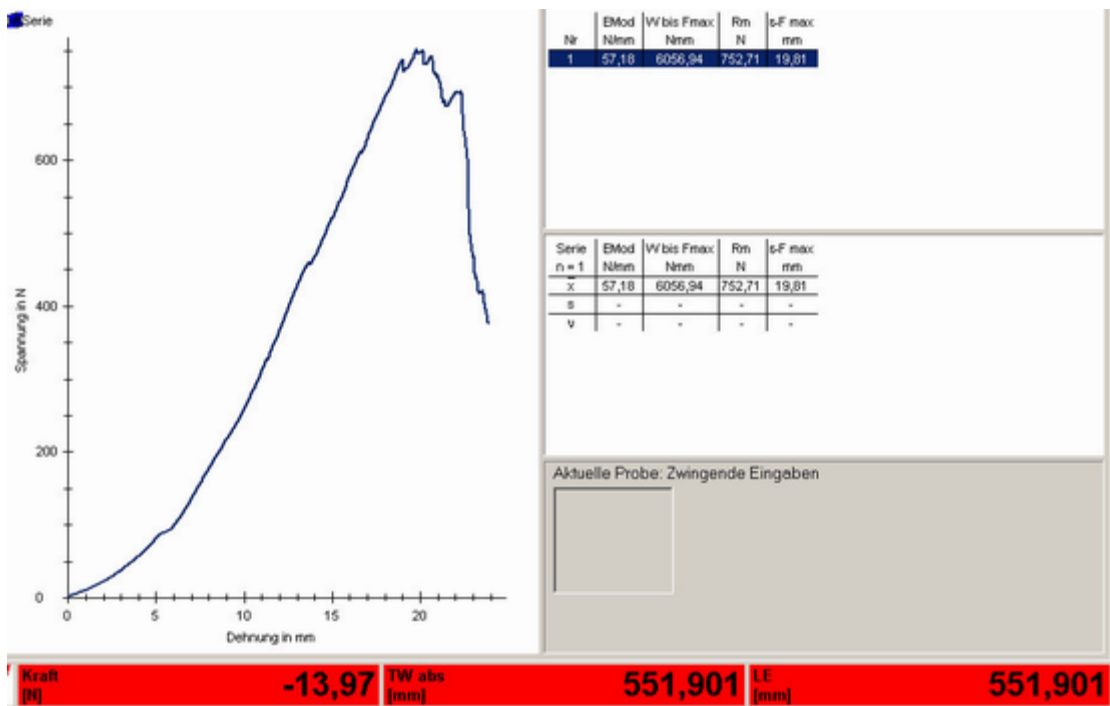 Serie
600
400
200
0
0 5 10 15 20
Spannung in N
Dehnung in mm
EMod W bis Fmax Rm ε-F max
Nr N/mm Nmm N mm
1 57,18 6056,94 752,71 19,81
Serie EMod W bis Fmax Rm ε-F max
n = 1 N/mm Nmm N mm
x̅ 57,18 6056,94 752,71 19,81
s - - - -
ν - - - -
Aktuelle Probe: Zwingende Eingaben
Kraft
[N] -13,97
TW abs
[mm] 551,901
LE
[mm] 551,901